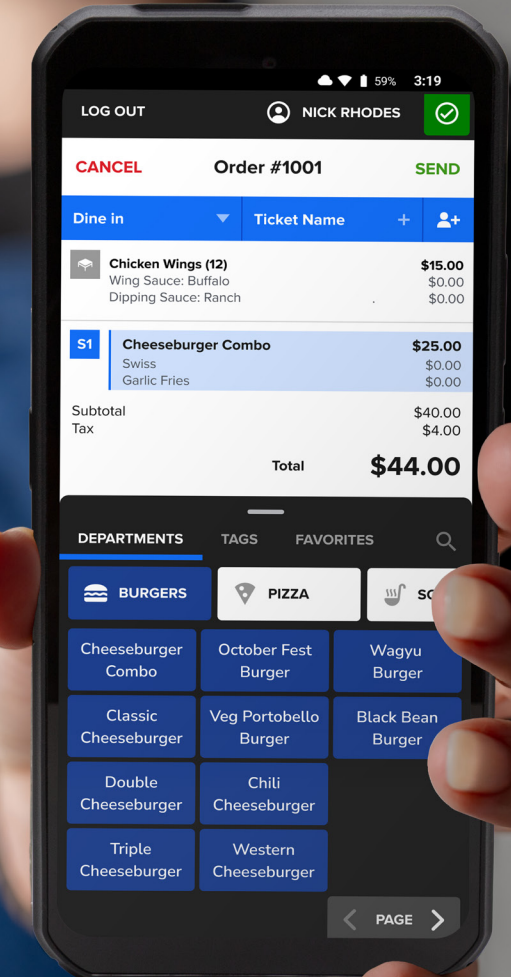 59% 3:19
LOG OUT NICK RHODES
CANCEL Order #1001 SEND
Dine in Ticket Name +
Chicken Wings (12) $15.00
Wing Sauce: Buffalo $0.00
Dipping Sauce: Ranch $0.00
S1 Cheeseburger Combo $25.00
Swiss $0.00
Garlic Fries $0.00
Subtotal $40.00
Tax $4.00
Total $44.00
DEPARTMENTS TAGS FAVORITES
BURGERS PIZZA
Cheeseburger Combo
October Fest Burger
Wagyu Burger
Classic Cheeseburger
Veg Portobello Burger
Black Bean Burger
Double Cheeseburger
Chili Cheeseburger
Triple Cheeseburger
Western Cheeseburger
PAGE